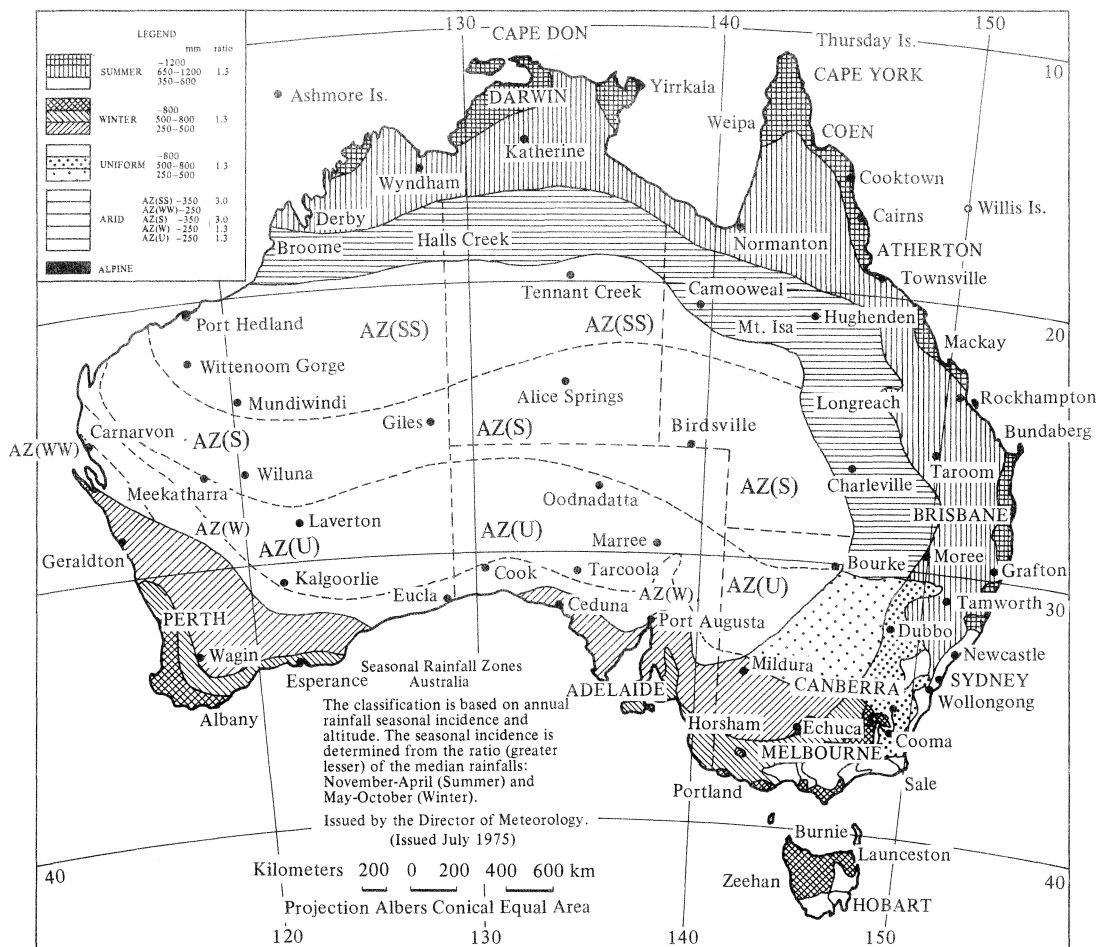 130
140
150
LEGEND
mm ratio
SUMMER
-1200
650-1200 1.3
350-600
WINTER
-800
500-800 1.3
250-500
UNIFORM
-800
500-800 1.3
250-500
ARID
AZ(SS) -350 3.0
AZ(WW) -250
AZ(S) -350 3.0
AZ(W) -250 1.3
AZ(U) -250 1.3
ALPINE
CAPE DON
Thursday Is.
10
CAPE YORK
Ashmore Is.
Yirrkala
DARWIN
Weipa
COEN
Katherine
Wyndham
Cooktown
Derby
Cairns
Willis Is.
Broome
Halls Creek
Normanton
ATHERTON
Townsville
Tennant Creek
Camooweal
Port Hedland
AZ(SS)
AZ(SS)
Mt. Isa
Hughenden
20
Mackay
Wittenoom Gorge
Alice Springs
Mundiwindi
Longreach
Rockhampton
Giles
AZ(S)
Birdsville
Bundaberg
Carnarvon
AZ(S)
AZ(WW)
Wiluna
Taroom
Meekatharra
Oodnadatta
AZ(S)
Charleville
AZ(W)
Laverton
AZ(U)
BRISBANE
AZ(U)
Marree
Geraldton
Bourke
Moree
Grafton
Kalgoorlie
Cook
Tarcoola
AZ(U)
Eucla
AZ(W)
Ceduna
Tamworth
30
PERTH
Port Augusta
Dubbo
Wagin
Mildura
Newcastle
Esperance
Seasonal Rainfall Zones
Australia
ADELAIDE
CANBERRA
SYDNEY
Wollongong
Albany
The classification is based on annual
rainfall seasonal incidence and
altitude. The seasonal incidence is
determined from the ratio (greater
lesser) of the median rainfalls:
November-April (Summer) and
May-October (Winter).
Horsham
Echuca
Cooma
MELBOURNE
Portland
Sale
Issued by the Director of Meteorology.
(Issued July 1975)
Burnie
Launceston
Kilometers 200 0 200 400 600 km
Zeehan
40
40
HOBART
Projection Albers Conical Equal Area
120
130
140
150